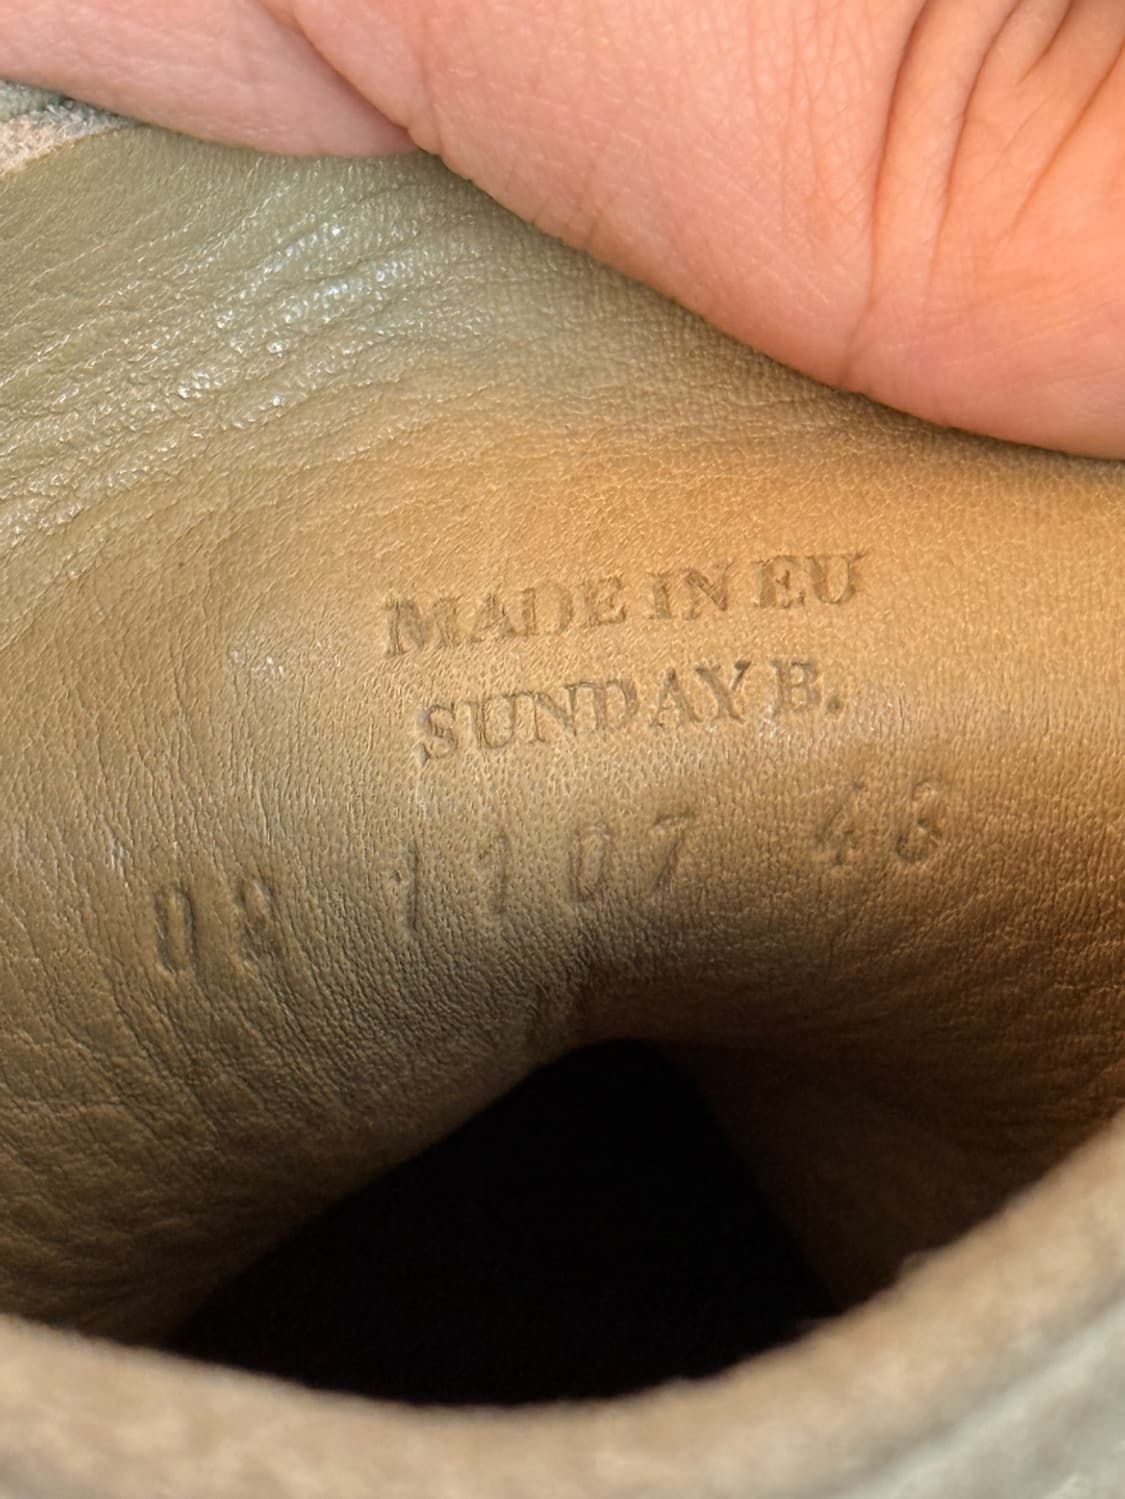 MADE IN EU
SUNDAY B.
09 1107 43